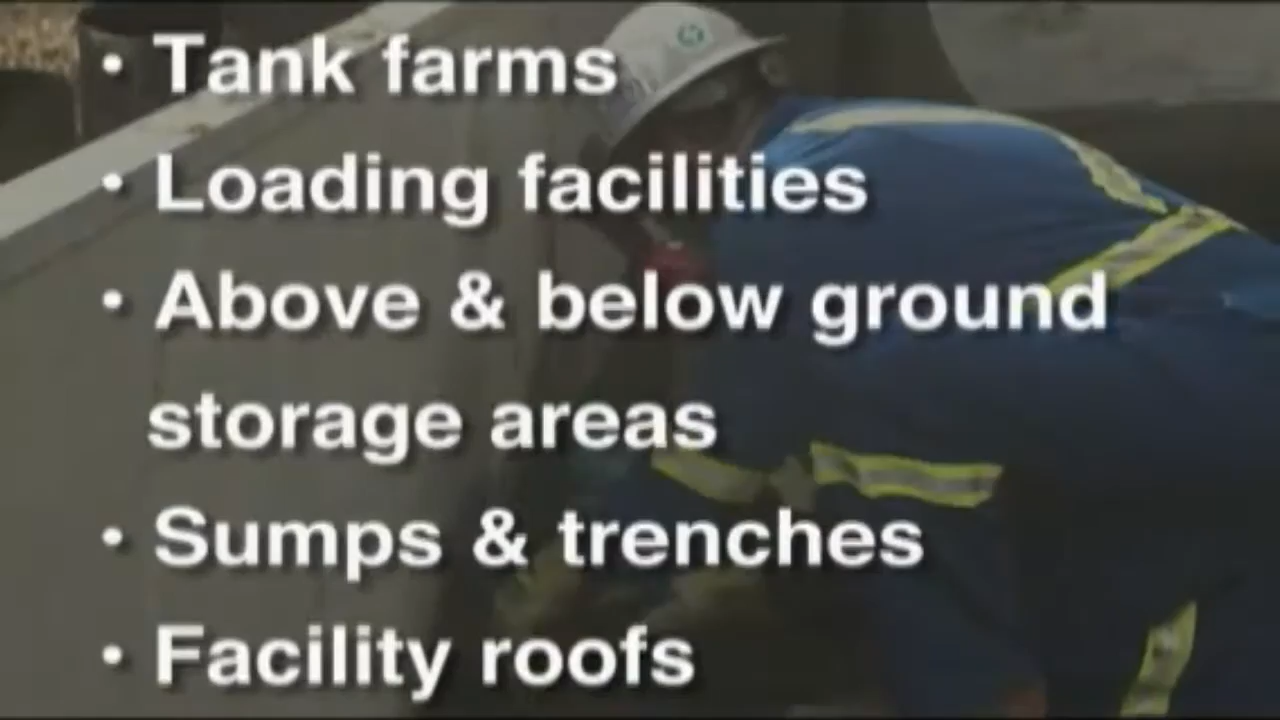 • Tank farms
• Loading facilities
• Above & below ground
storage areas
• Sumps & trenches
• Facility roofs